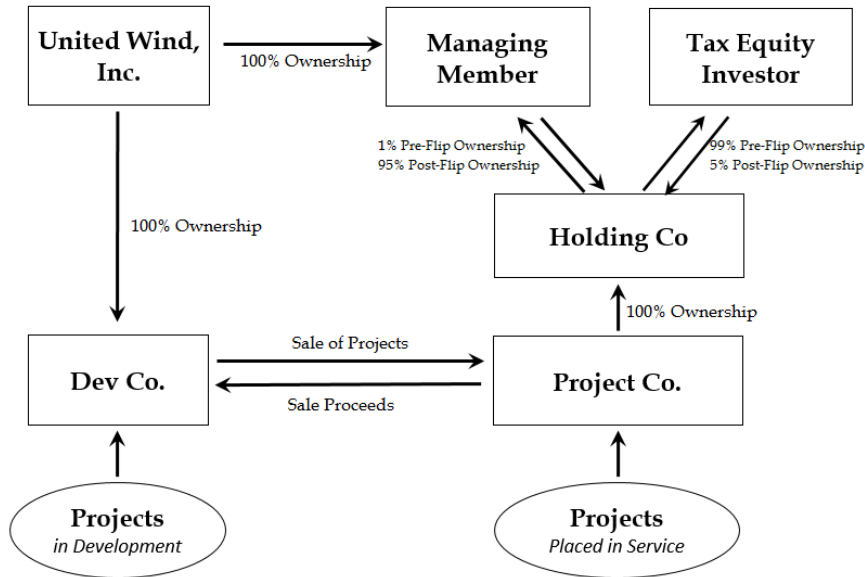 United Wind,
Inc.
100% Ownership
Managing
Member
Tax Equity
Investor
1% Pre-Flip Ownership
95% Post-Flip Ownership
99% Pre-Flip Ownership
5% Post-Flip Ownership
100% Ownership
Holding Co
100% Ownership
Dev Co.
Sale of Projects
Sale Proceeds
Project Co.
Projects
in Development
Projects
Placed in Service